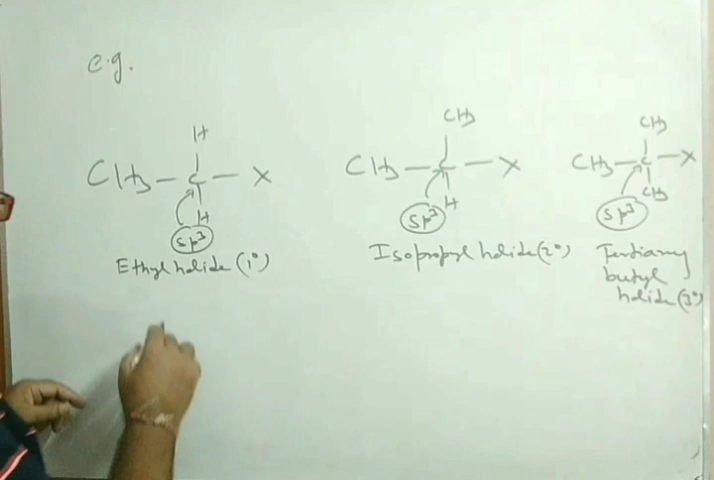 e.g.
H
CH3 - C - X
H
sp3
Ethyl halide (1°)
CH3
CH3 - C - X
H
sp3
Isopropyl halide (2°)
CH3
CH3 - C - X
CH3
sp3
Tertiary
butyl
halide (3°)